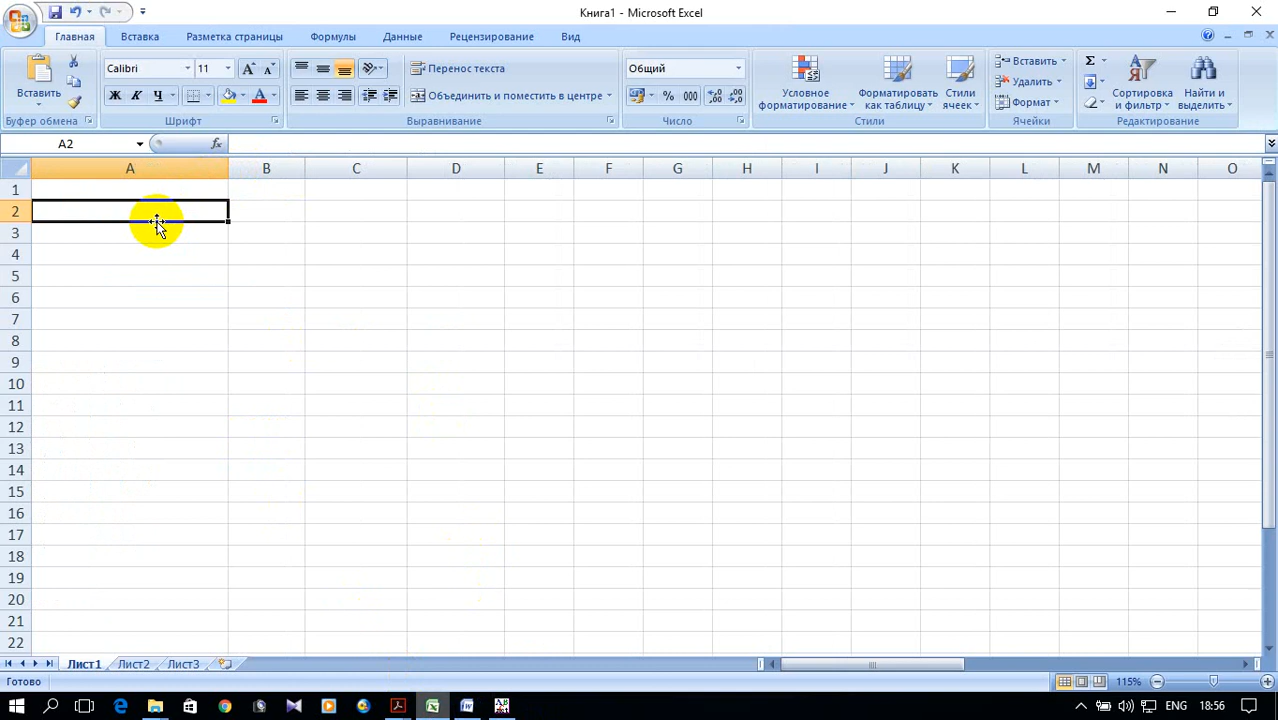 Книга1 - Microsoft Excel
Главная Вставка Разметка страницы Формулы Данные Рецензирование Вид
Calibri 11 Перенос текста Общий Вставить
Удалить
Вставить Ж К Ч Объединить и поместить в центре % 000 Условное форматирование Форматировать как таблицу Стили ячеек Формат Сортировка и фильтр Найти и выделить
Буфер обмена Шрифт Выравнивание Число Стили Ячейки Редактирование
A2 fx
A B C D E F G H I J K L M N O
1
2
3
4
5
6
7
8
9
10
11
12
13
14
15
16
17
18
19
20
21
22
Лист1 Лист2 Лист3
Готово 115%
ENG 18:56